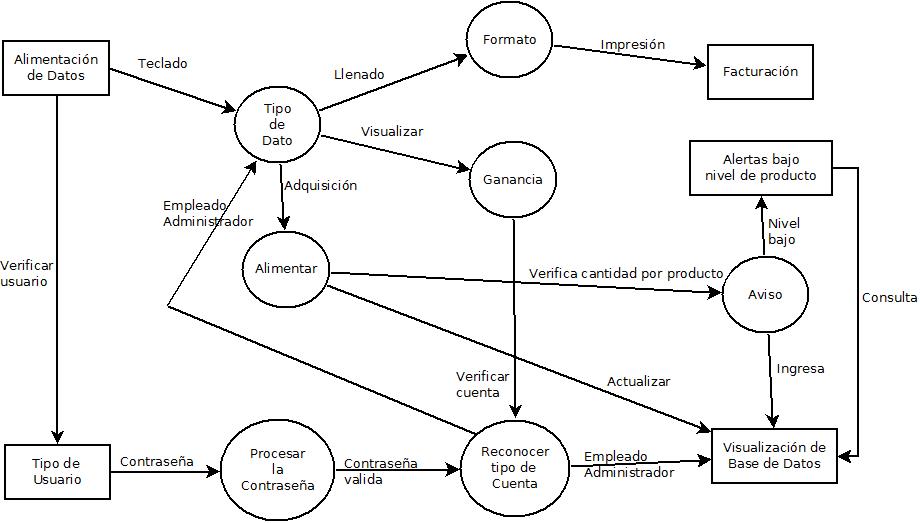 Formato
Impresión
Alimentación
de Datos
Teclado
Llenado
Facturación
Tipo
de
Dato
Visualizar
Alertas bajo
nivel de producto
Adquisición
Ganancia
Empleado
Administrador
Nivel
bajo
Verificar
usuario
Alimentar
Verifica cantidad por producto
Aviso
Consulta
Verificar
cuenta
Actualizar
Ingresa
Tipo de
Usuario
Contraseña
Procesar
la
Contraseña
Contraseña
valida
Reconocer
tipo de
Cuenta
Empleado
Administrador
Visualización de
Base de Datos